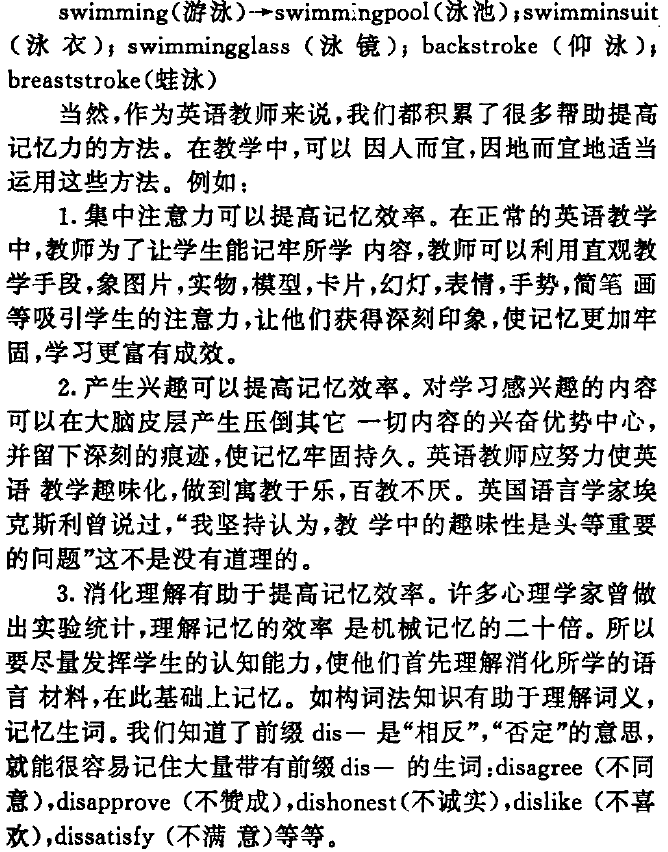 swimming(游泳)→swimmingpool(泳池);swimminsuit
(泳衣); swimmingglass (泳镜); backstroke (仰泳);
breaststroke(蛙泳)
当然,作为英语教师来说,我们都积累了很多帮助提高
记忆力的方法。在教学中,可以 因人而宜,因地而宜地适当
运用这些方法。例如:
1. 集中注意力可以提高记忆效率。在正常的英语教学
中,教师为了让学生能记牢所学 内容,教师可以利用直观教
学手段,象图片,实物,模型,卡片,幻灯,表情,手势,简笔 画
等吸引学生的注意力,让他们获得深刻印象,使记忆更加牢
固,学习更富有成效。
2. 产生兴趣可以提高记忆效率。对学习感兴趣的内容
可以在大脑皮层产生压倒其它 一切内容的兴奋优势中心,
并留下深刻的痕迹,使记忆牢固持久。英语教师应努力使英
语 教学趣味化,做到寓教于乐,百教不厌。英国语言学家埃
克斯利曾说过,“我坚持认为,教 学中的趣味性是头等重要
的问题”这不是没有道理的。
3. 消化理解有助于提高记忆效率。许多心理学家曾做
出实验统计,理解记忆的效率 是机械记忆的二十倍。所以
要尽量发挥学生的认知能力,使他们首先理解消化所学的语
言 材料,在此基础上记忆。如构词法知识有助于理解词义,
记忆生词。我们知道了前缀 dis— 是“相反”,“否定”的意思,
就能很容易记住大量带有前缀 dis— 的生词:disagree (不同
意),disapprove (不赞成),dishonest(不诚实),dislike (不喜
欢),dissatisfy (不满 意)等等。